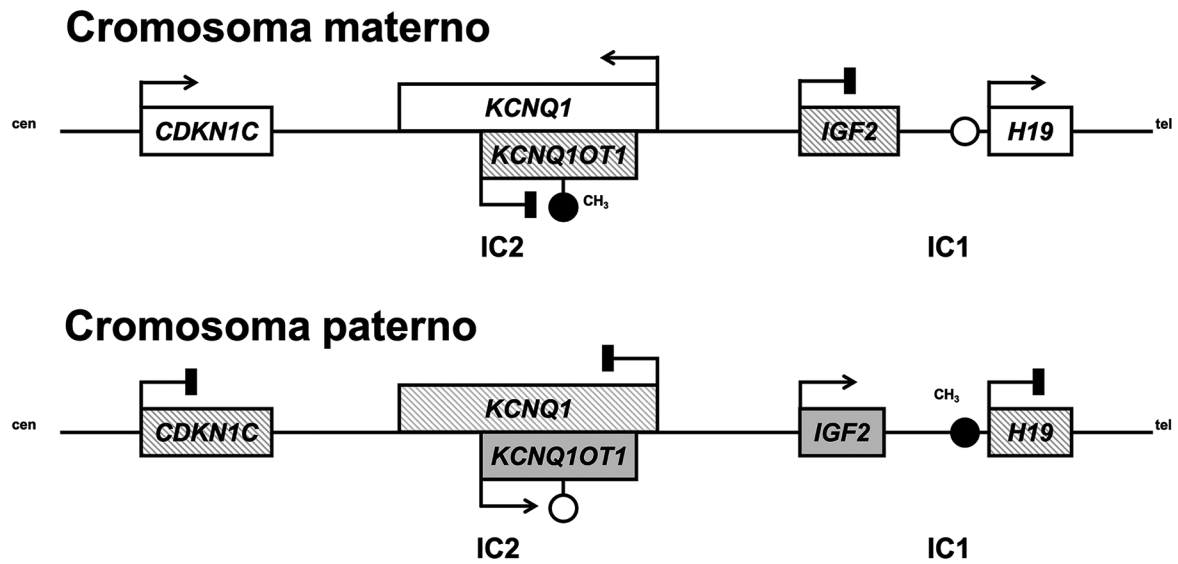 Cromosoma materno
cen CDKN1C KCNQ1 IGF2 H19 tel
KCNQ1OT1
CH3
IC2 IC1
Cromosoma paterno
CH3
cen CDKN1C KCNQ1 IGF2 H19 tel
KCNQ1OT1
IC2 IC1